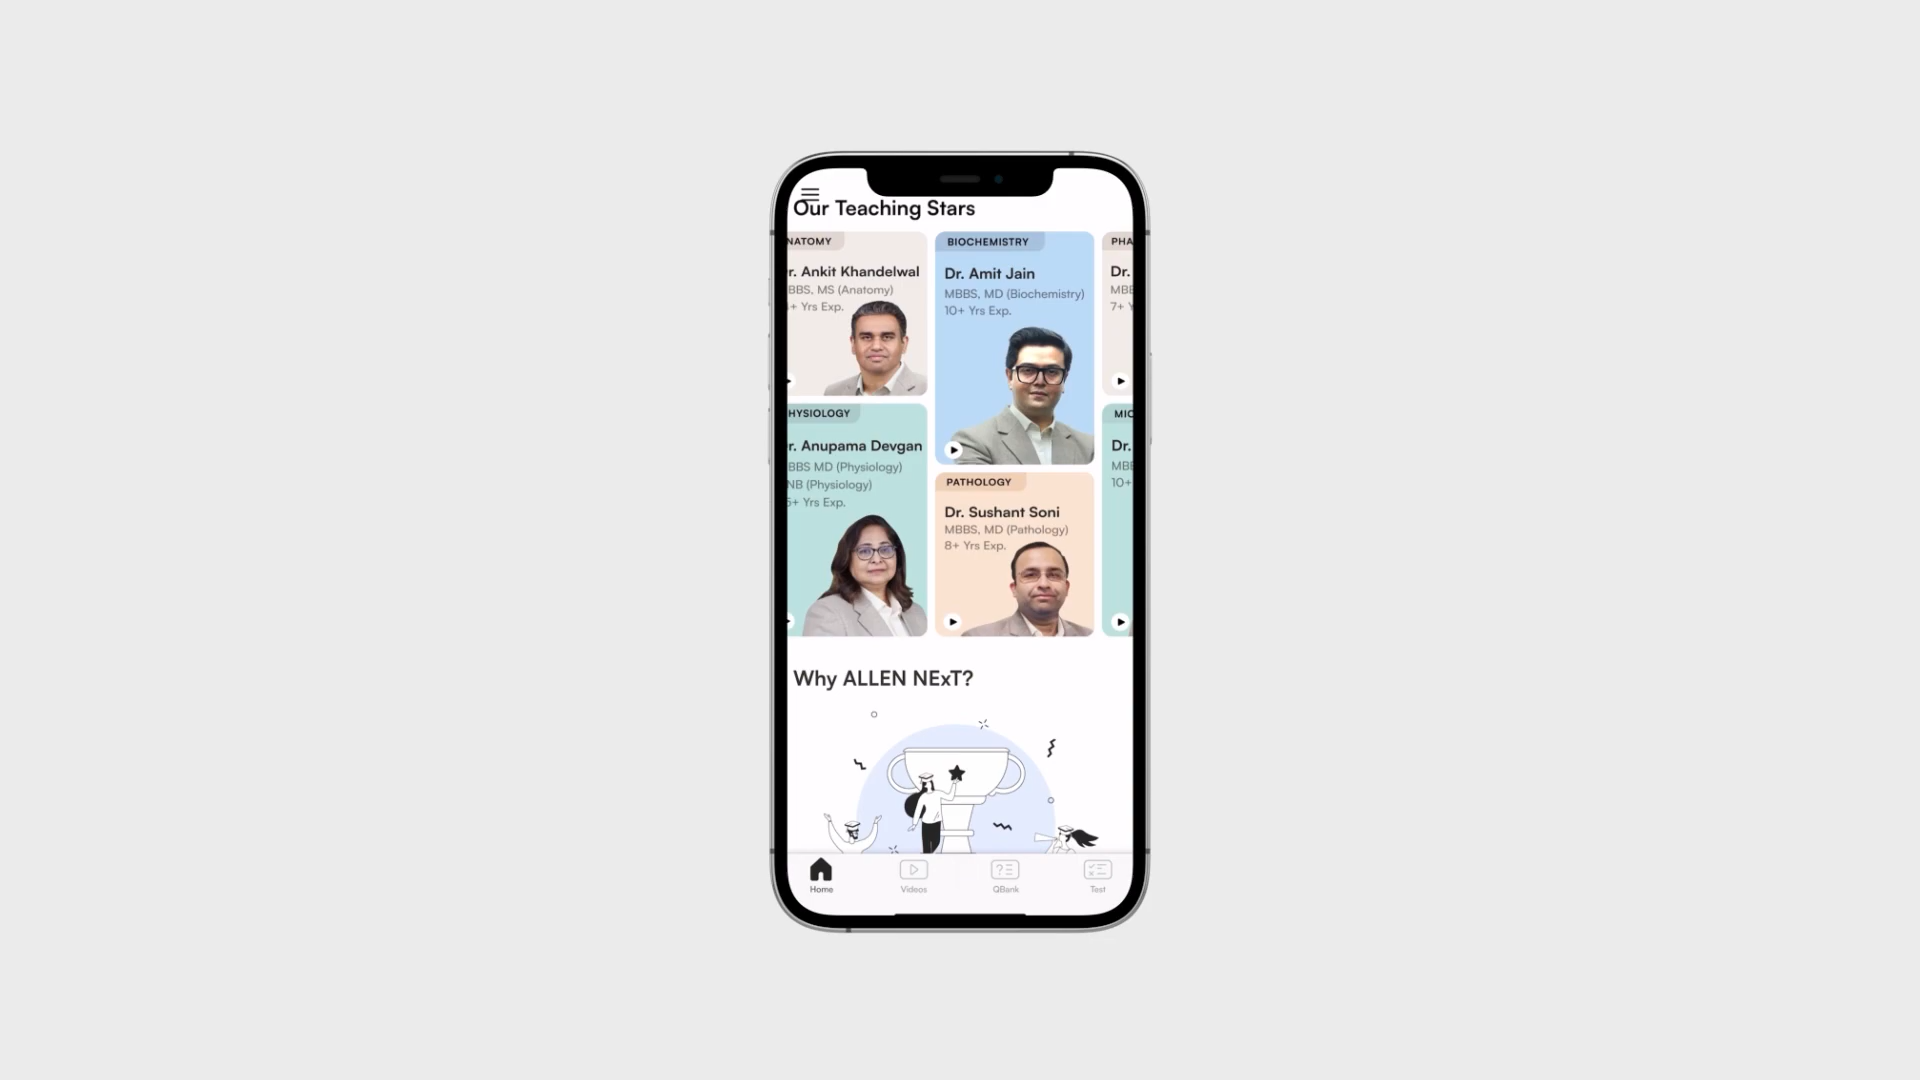 Our Teaching Stars
NATOMY
r. Ankit Khandelwal
BBS, MS (Anatomy)
+ Yrs Exp.
BIOCHEMISTRY
Dr. Amit Jain
MBBS, MD (Biochemistry)
10+ Yrs Exp.
PHA
Dr.
MBB
7+ Y
HYSIOLOGY
r. Anupama Devgan
BBS MD (Physiology)
NB (Physiology)
5+ Yrs Exp.
PATHOLOGY
Dr. Sushant Soni
MBBS, MD (Pathology)
8+ Yrs Exp.
MIC
Dr.
MBB
10+
Why ALLEN NExT?
Home
Videos
QBank
Test